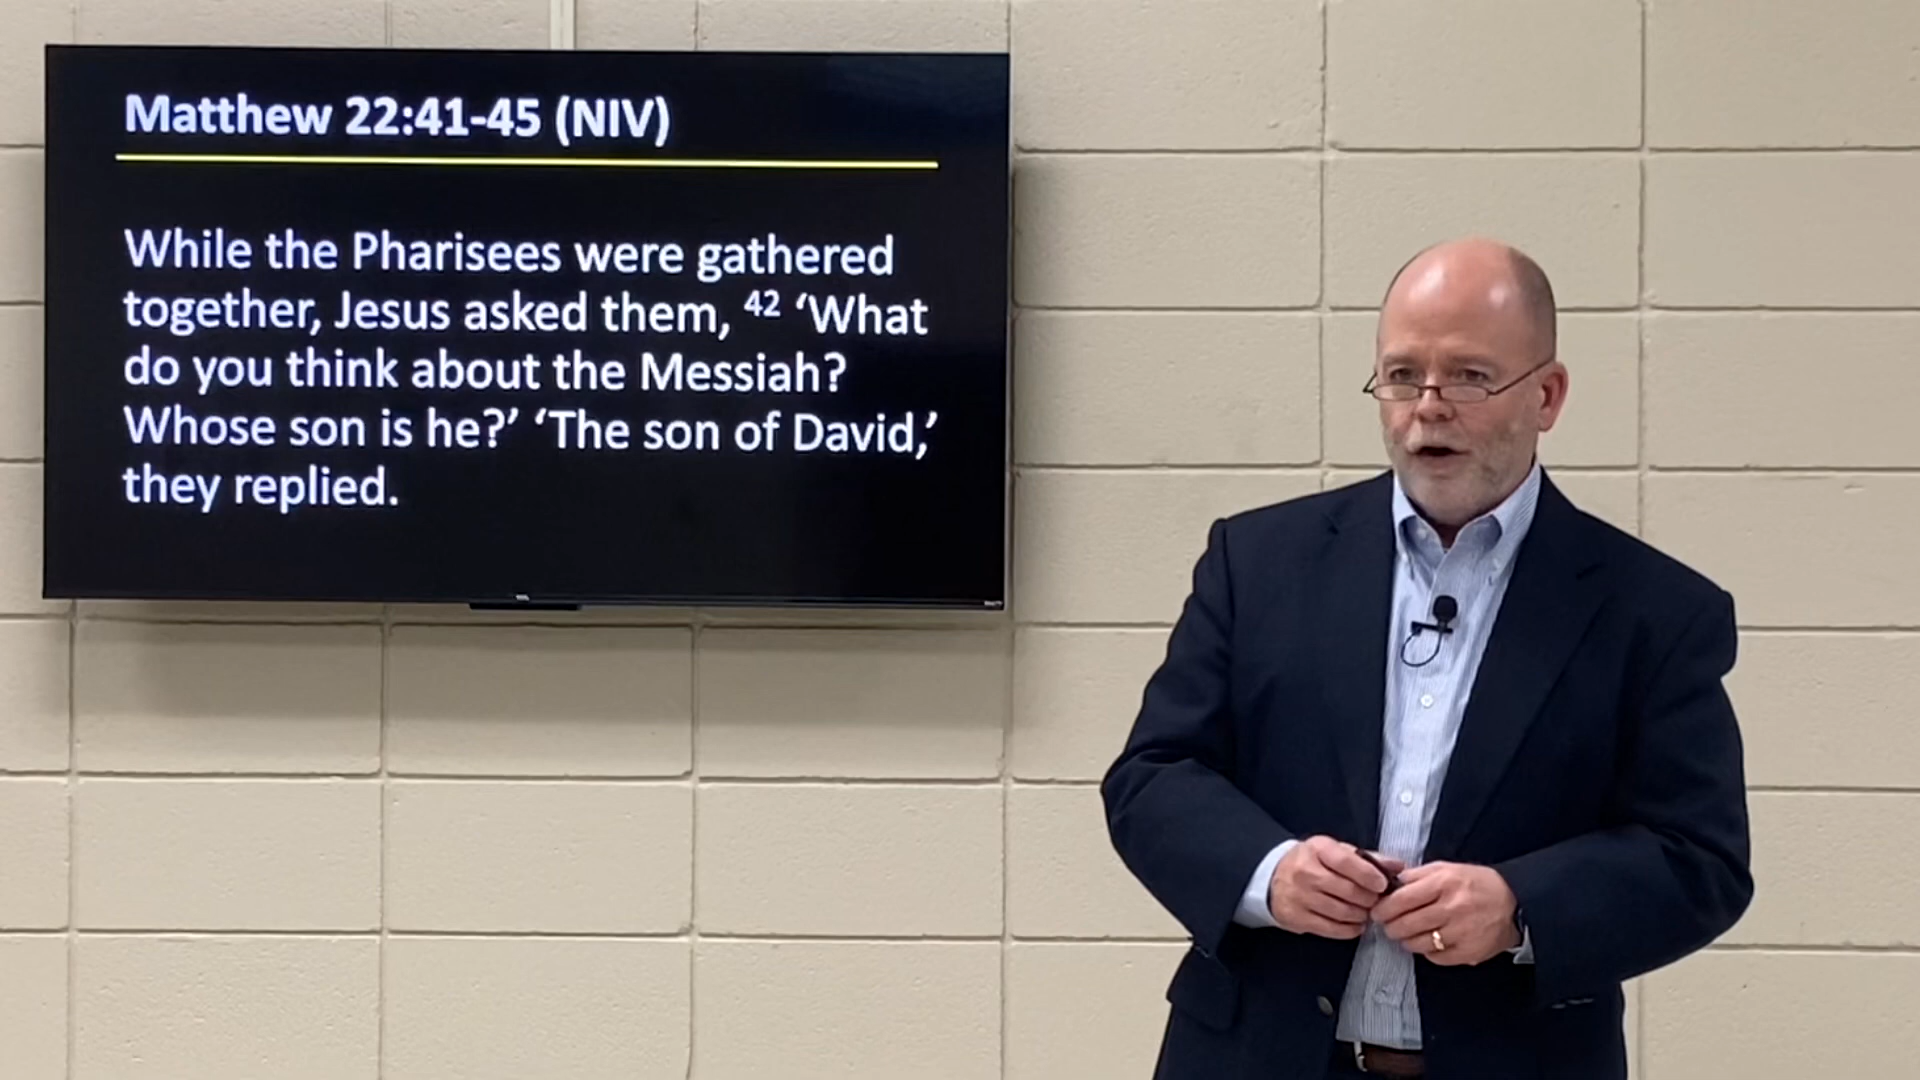 Matthew 22:41-45 (NIV)
While the Pharisees were gathered
together, Jesus asked them, 42 ‘What
do you think about the Messiah?
Whose son is he?’ ‘The son of David,’
they replied.